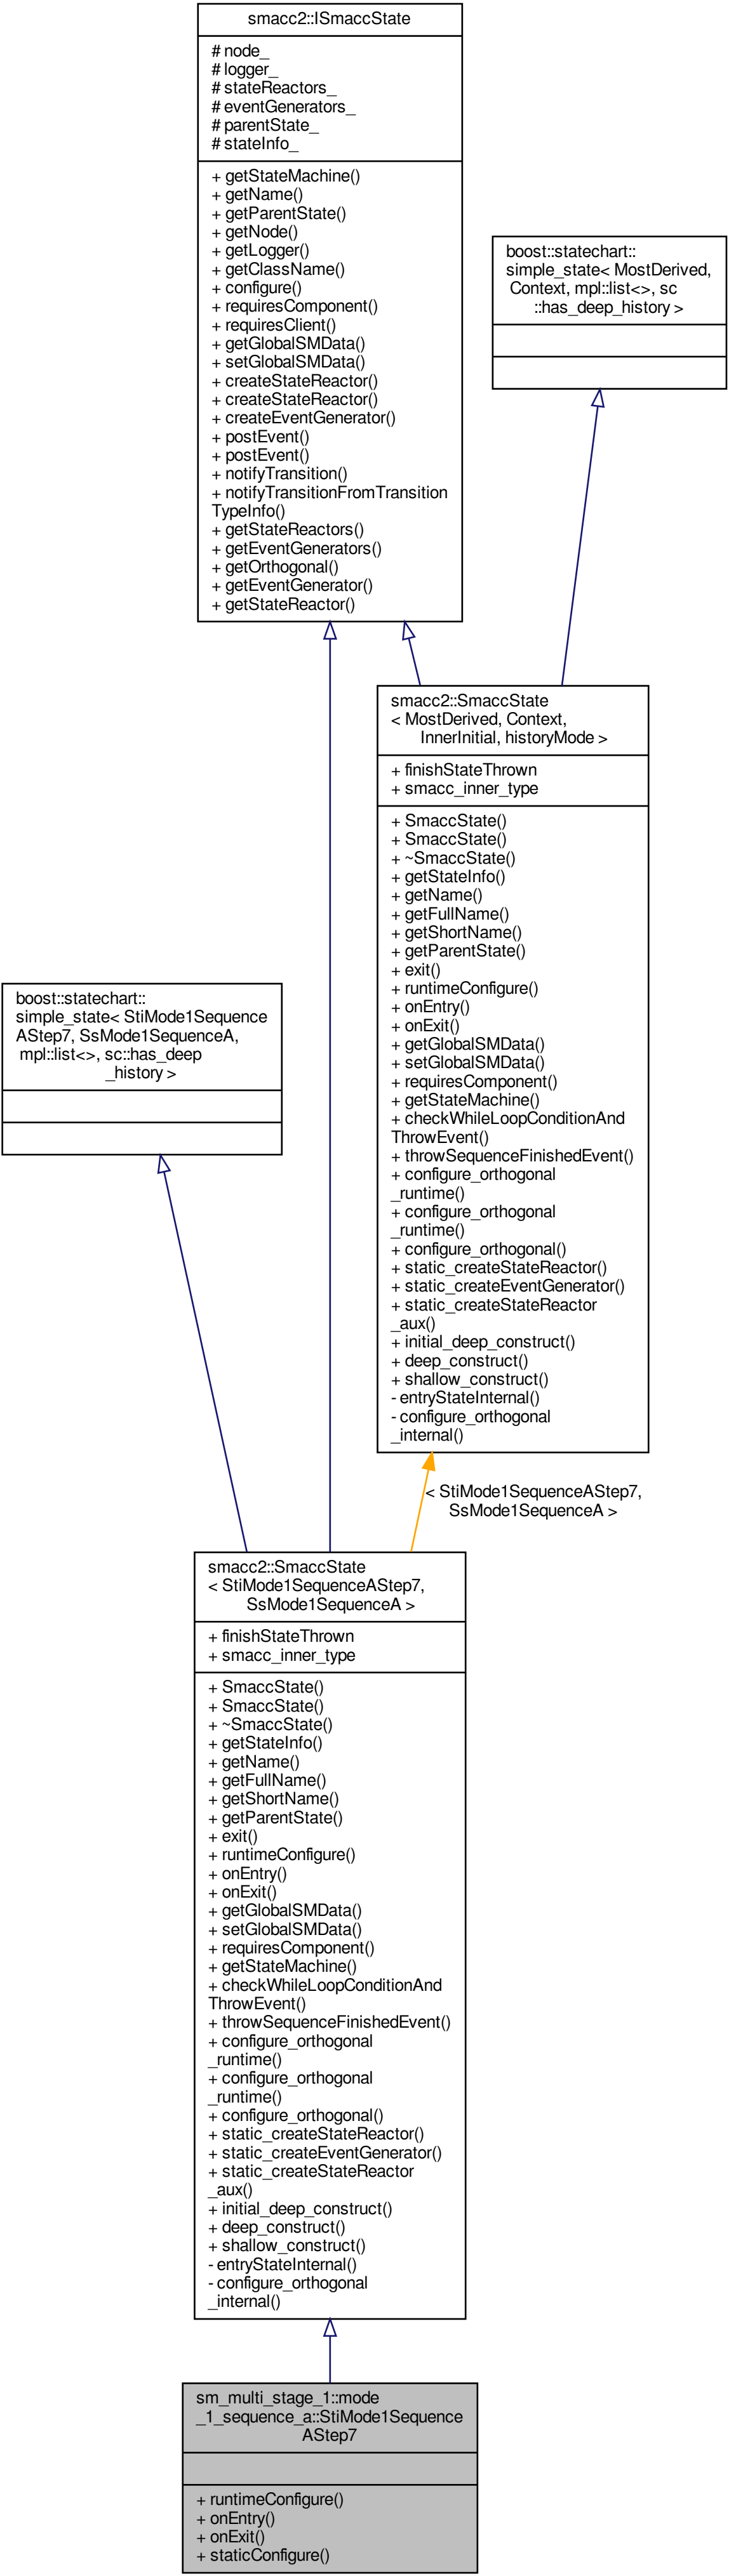 smacc2::ISmaccState
# node_
# logger_
# stateReactors_
# eventGenerators_
# parentState_
# stateInfo_
+ getStateMachine()
+ getName()
+ getParentState()
+ getNode()
+ getLogger()
+ getClassName()
+ configure()
+ requiresComponent()
+ requiresClient()
+ getGlobalSMData()
+ setGlobalSMData()
+ createStateReactor()
+ createStateReactor()
+ createEventGenerator()
+ postEvent()
+ postEvent()
+ notifyTransition()
+ notifyTransitionFromTransition
TypeInfo()
+ getStateReactors()
+ getEventGenerators()
+ getOrthogonal()
+ getEventGenerator()
+ getStateReactor()
boost::statechart::
simple_state< MostDerived,
Context, mpl::list<>, sc
::has_deep_history >
smacc2::SmaccState
< MostDerived, Context,
InnerInitial, historyMode >
+ finishStateThrown
+ smacc_inner_type
+ SmaccState()
+ SmaccState()
+ ~SmaccState()
+ getStateInfo()
+ getName()
+ getFullName()
+ getShortName()
+ getParentState()
+ exit()
+ runtimeConfigure()
+ onEntry()
+ onExit()
+ getGlobalSMData()
+ setGlobalSMData()
+ requiresComponent()
+ getStateMachine()
+ checkWhileLoopConditionAnd
ThrowEvent()
+ throwSequenceFinishedEvent()
+ configure_orthogonal
_runtime()
+ configure_orthogonal
_runtime()
+ configure_orthogonal()
+ static_createStateReactor()
+ static_createEventGenerator()
+ static_createStateReactor
_aux()
+ initial_deep_construct()
+ deep_construct()
+ shallow_construct()
- entryStateInternal()
- configure_orthogonal
_internal()
boost::statechart::
simple_state< StiMode1Sequence
AStep7, SsMode1SequenceA,
mpl::list<>, sc::has_deep
_history >
< StiMode1SequenceAStep7,
SsMode1SequenceA >
smacc2::SmaccState
< StiMode1SequenceAStep7,
SsMode1SequenceA >
+ finishStateThrown
+ smacc_inner_type
+ SmaccState()
+ SmaccState()
+ ~SmaccState()
+ getStateInfo()
+ getName()
+ getFullName()
+ getShortName()
+ getParentState()
+ exit()
+ runtimeConfigure()
+ onEntry()
+ onExit()
+ getGlobalSMData()
+ setGlobalSMData()
+ requiresComponent()
+ getStateMachine()
+ checkWhileLoopConditionAnd
ThrowEvent()
+ throwSequenceFinishedEvent()
+ configure_orthogonal
_runtime()
+ configure_orthogonal
_runtime()
+ configure_orthogonal()
+ static_createStateReactor()
+ static_createEventGenerator()
+ static_createStateReactor
_aux()
+ initial_deep_construct()
+ deep_construct()
+ shallow_construct()
- entryStateInternal()
- configure_orthogonal
_internal()
sm_multi_stage_1::mode
_1_sequence_a::StiMode1Sequence
AStep7
+ runtimeConfigure()
+ onEntry()
+ onExit()
+ staticConfigure()